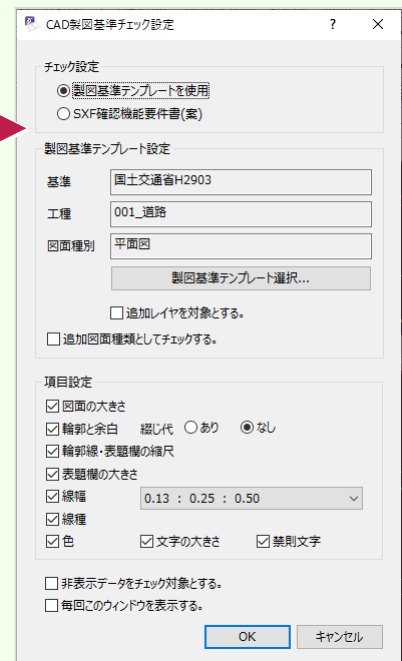 CAD製図基準チェック設定
チェック設定
製図基準テンプレートを使用
SXF確認機能要件書(案)
製図基準テンプレート設定
基準 国土交通省H2903
工種 001_道路
図面種別 平面図
製図基準テンプレート選択...
追加レイヤを対象とする。
追加図面種類としてチェックする。
項目設定
図面の大きさ
輪郭と余白 綴じ代 あり なし
輪郭線・表題欄の縮尺
表題欄の大きさ
線幅 0.13 : 0.25 : 0.50
線種
色 文字の大きさ 禁則文字
非表示データをチェック対象とする。
毎回このウィンドウを表示する。
OK キャンセル